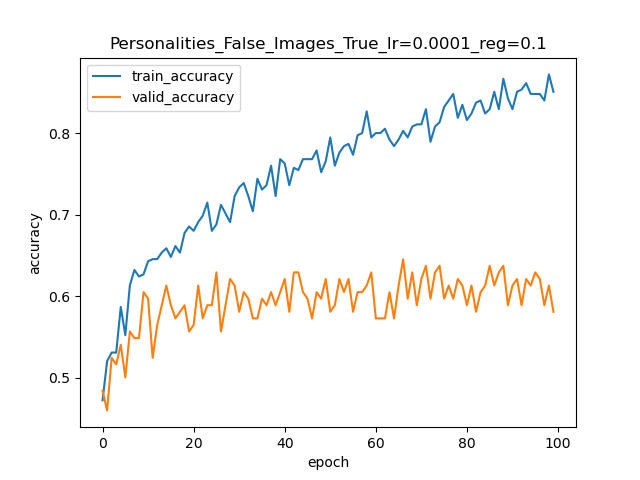 Personalities_False_Images_True_lr=0.0001_reg=0.1
train_accuracy
valid_accuracy
accuracy
0.8
0.7
0.6
0.5
0 20 40 60 80 100
epoch